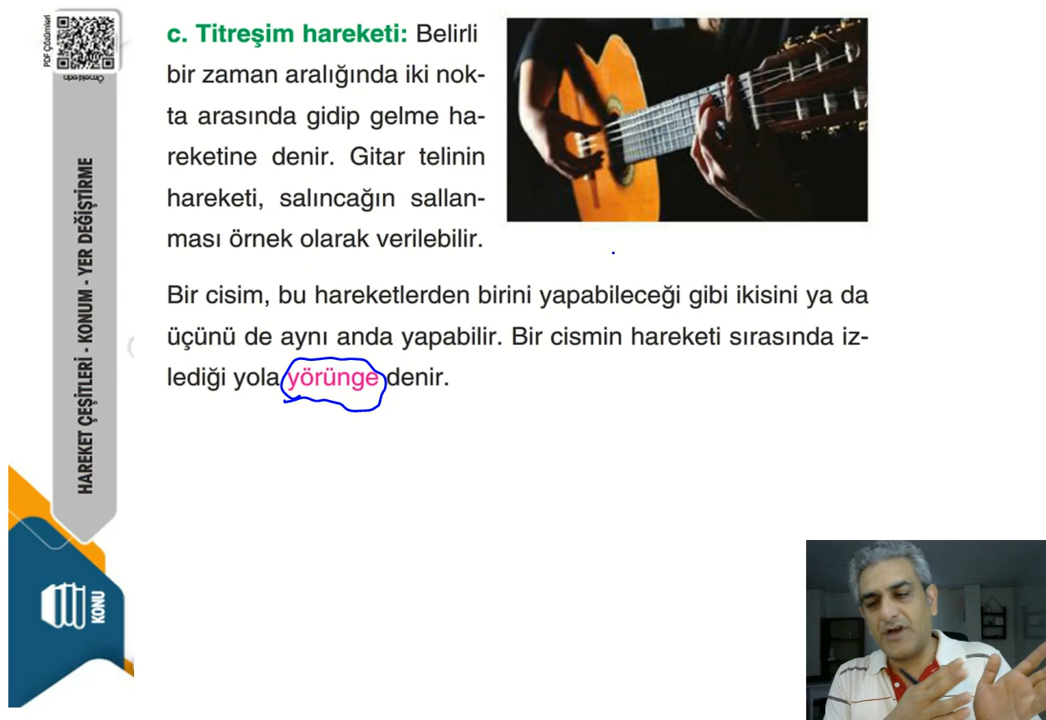 c. Titreşim hareketi: Belirli
bir zaman aralığında iki nok-
ta arasında gidip gelme ha-
reketine denir. Gitar telinin
hareketi, salıncağın sallan-
ması örnek olarak verilebilir.
Bir cisim, bu hareketlerden birini yapabileceği gibi ikisini ya da
üçünü de aynı anda yapabilir. Bir cismin hareketi sırasında iz-
lediği yola yörünge denir.
PDF Çözümleri
HAREKET ÇEŞİTLERİ - KONUM - YER DEĞİŞTİRME
KONU